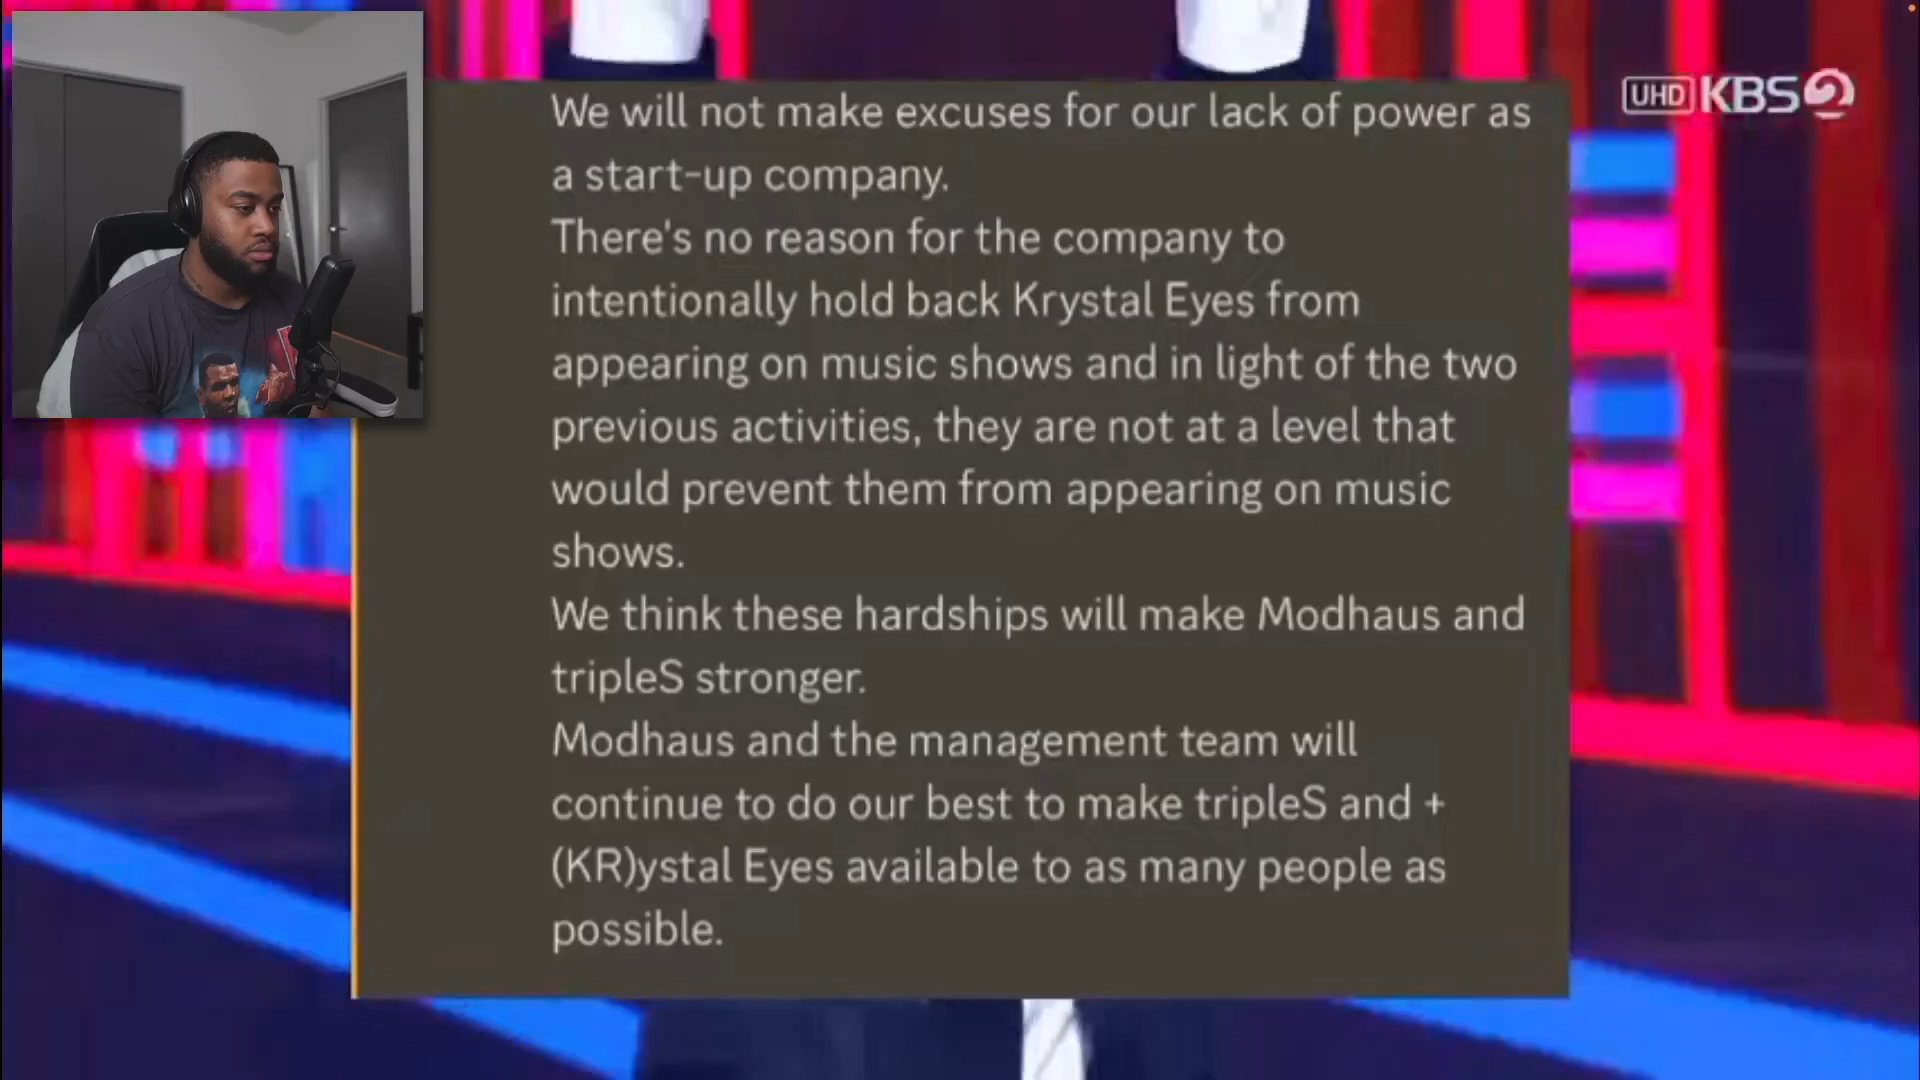 UHD KBS 2
We will not make excuses for our lack of power as
a start-up company.
There's no reason for the company to
intentionally hold back Krystal Eyes from
appearing on music shows and in light of the two
previous activities, they are not at a level that
would prevent them from appearing on music
shows.
We think these hardships will make Modhaus and
tripleS stronger.
Modhaus and the management team will
continue to do our best to make tripleS and +
(KR)ystal Eyes available to as many people as
possible.